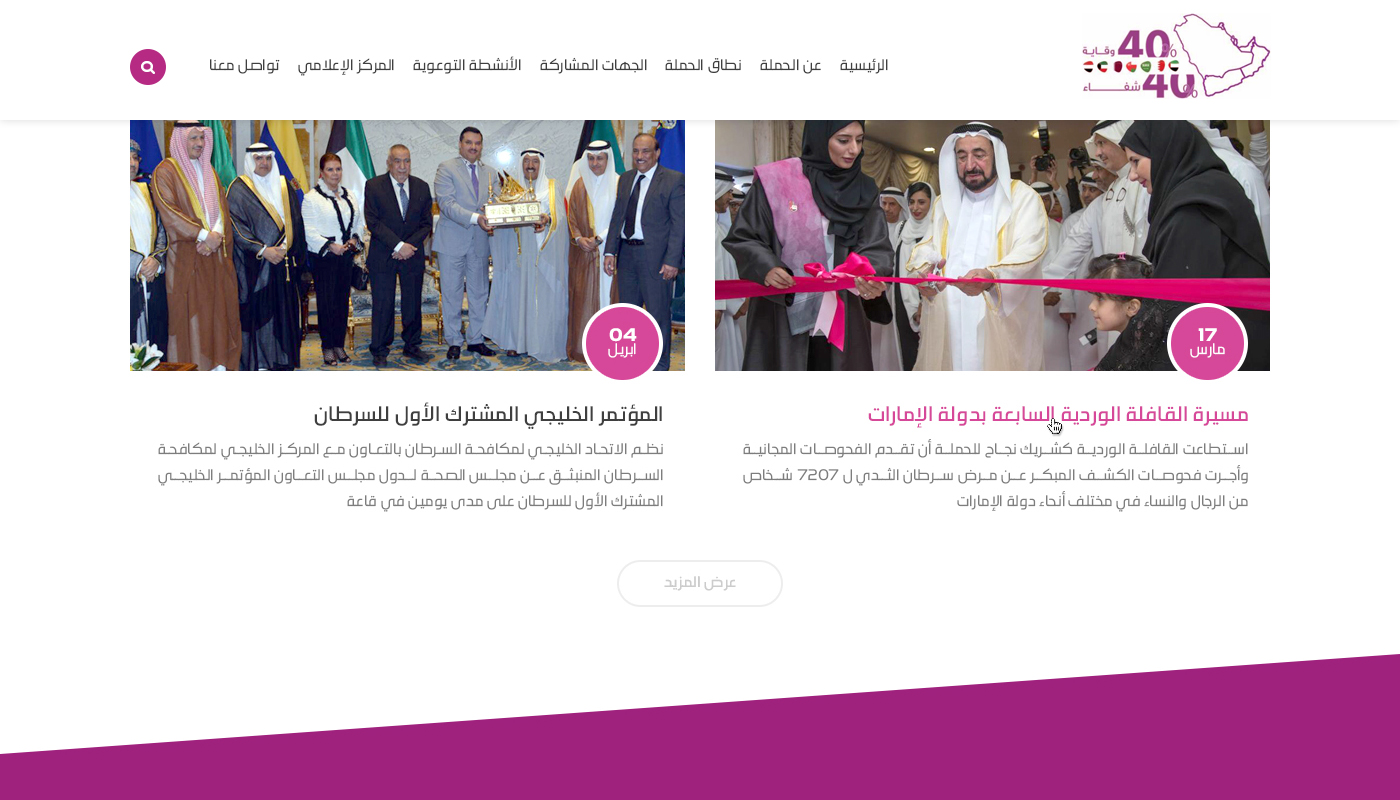 40%
وقاية
40%
شفاء
الرئيسية
عن الحملة
نطاق الحملة
الجهات المشاركة
الأنشطة التوعوية
المركز الإعلامي
تواصل معنا
17
مارس
مسيرة القافلة الوردية السابعة بدولة الإمارات
استطاعت القافلة الوردية كشريك نجاح للحملة أن تقدم الفحوصات المجانية
وأجرت فحوصات الكشف المبكر عن مرض سرطان الثدي ل 7207 شخاص
من الرجال والنساء في مختلف أنحاء دولة الإمارات
04
ابريل
المؤتمر الخليجي المشترك الأول للسرطان
نظم الاتحاد الخليجي لمكافحة السرطان بالتعاون مع المركز الخليجي لمكافحة
السرطان المنبثق عن مجلس الصحة لدول مجلس التعاون المؤتمر الخليجي
المشترك الأول للسرطان على مدى يومين في قاعة
عرض المزيد